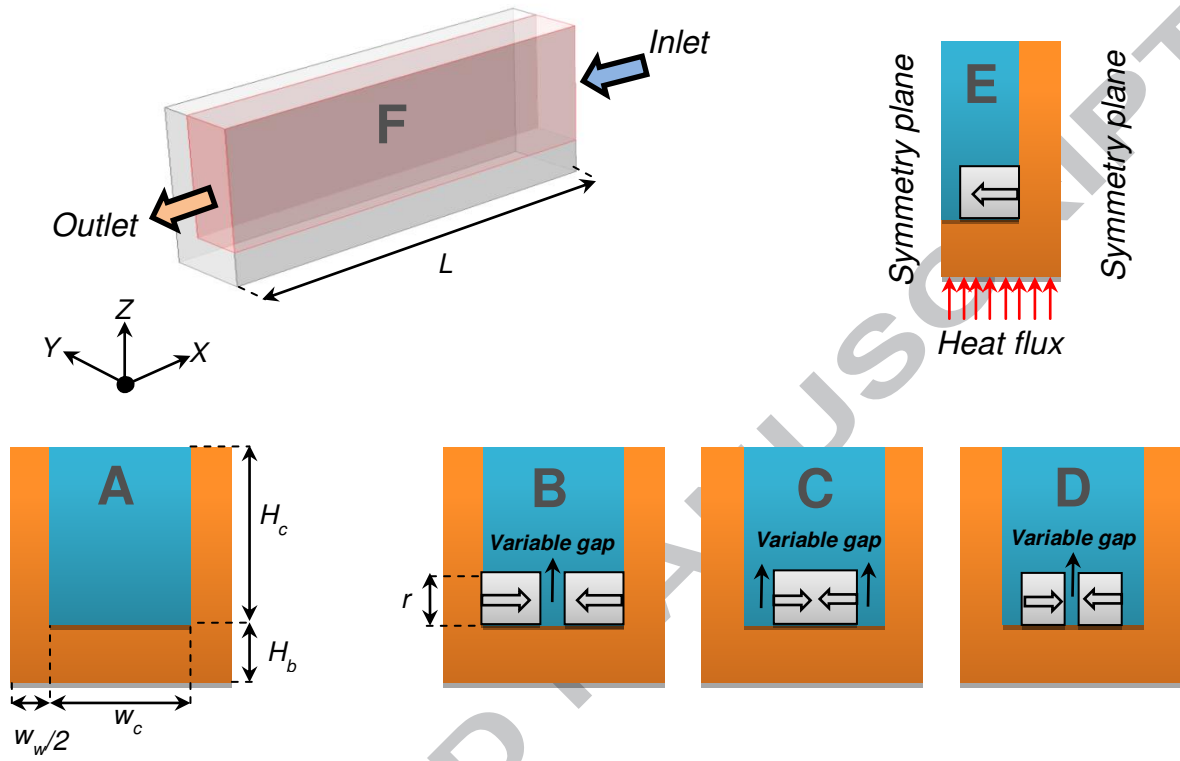 Inlet
F
Outlet
L
Z
Y
X
E
Symmetry plane
Symmetry plane
Heat flux
A
H_c
H_b
w_c
w_w/2
B
Variable gap
r
C
Variable gap
D
Variable gap